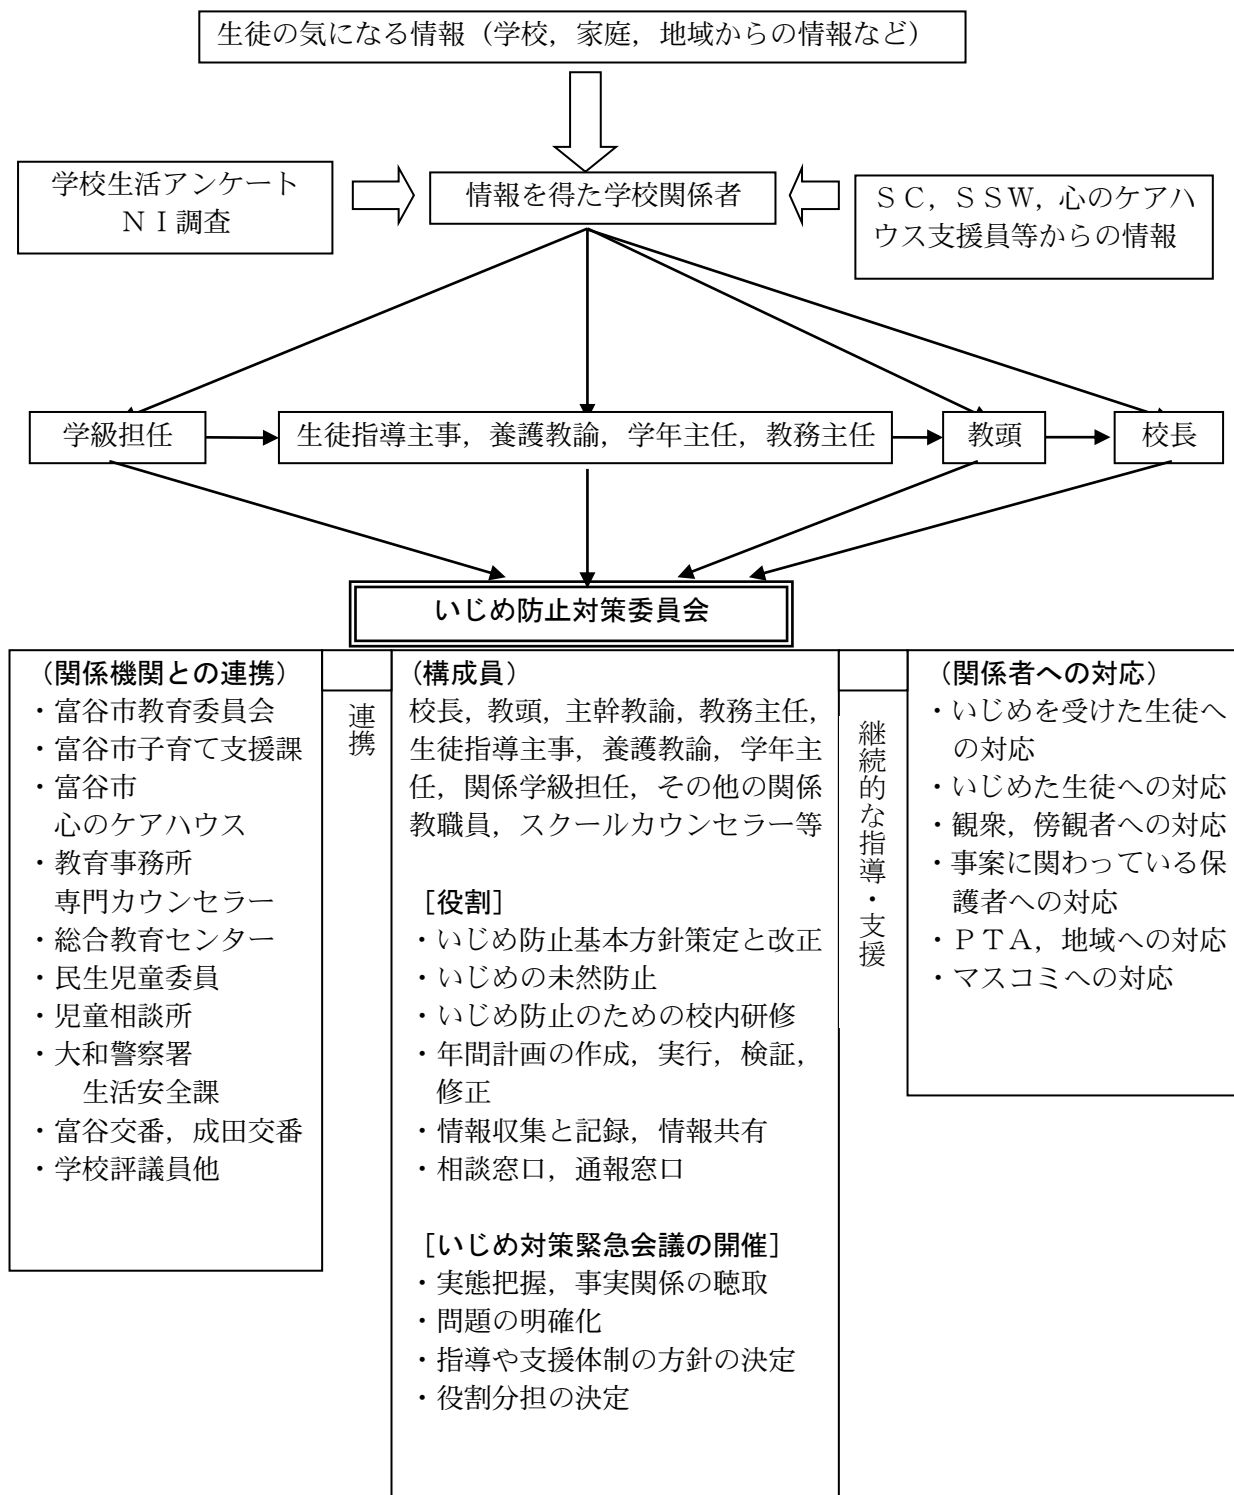 生徒の気になる情報（学校，家庭，地域からの情報など）
学校生活アンケート
ＮＩ調査
情報を得た学校関係者
ＳＣ，ＳＳＷ，心のケアハ
ウス支援員等からの情報
学級担任
生徒指導主事，養護教諭，学年主任，教務主任
教頭
校長
いじめ防止対策委員会
（関係機関との連携）
・富谷市教育委員会
・富谷市子育て支援課
・富谷市
心のケアハウス
・教育事務所
専門カウンセラー
・総合教育センター
・民生児童委員
・児童相談所
・大和警察署
生活安全課
・富谷交番，成田交番
・学校評議員他
連携
（構成員）
校長，教頭，主幹教諭，教務主任，
生徒指導主事，養護教諭，学年主
任，関係学級担任，その他の関係
教職員，スクールカウンセラー等
［役割］
・いじめ防止基本方針策定と改正
・いじめの未然防止
・いじめ防止のための校内研修
・年間計画の作成，実行，検証，
修正
・情報収集と記録，情報共有
・相談窓口，通報窓口
［いじめ対策緊急会議の開催］
・実態把握，事実関係の聴取
・問題の明確化
・指導や支援体制の方針の決定
・役割分担の決定
継続的な指導・支援
（関係者への対応）
・いじめを受けた生徒へ
の対応
・いじめた生徒への対応
・観衆，傍観者への対応
・事案に関わっている保
護者への対応
・ＰＴＡ，地域への対応
・マスコミへの対応